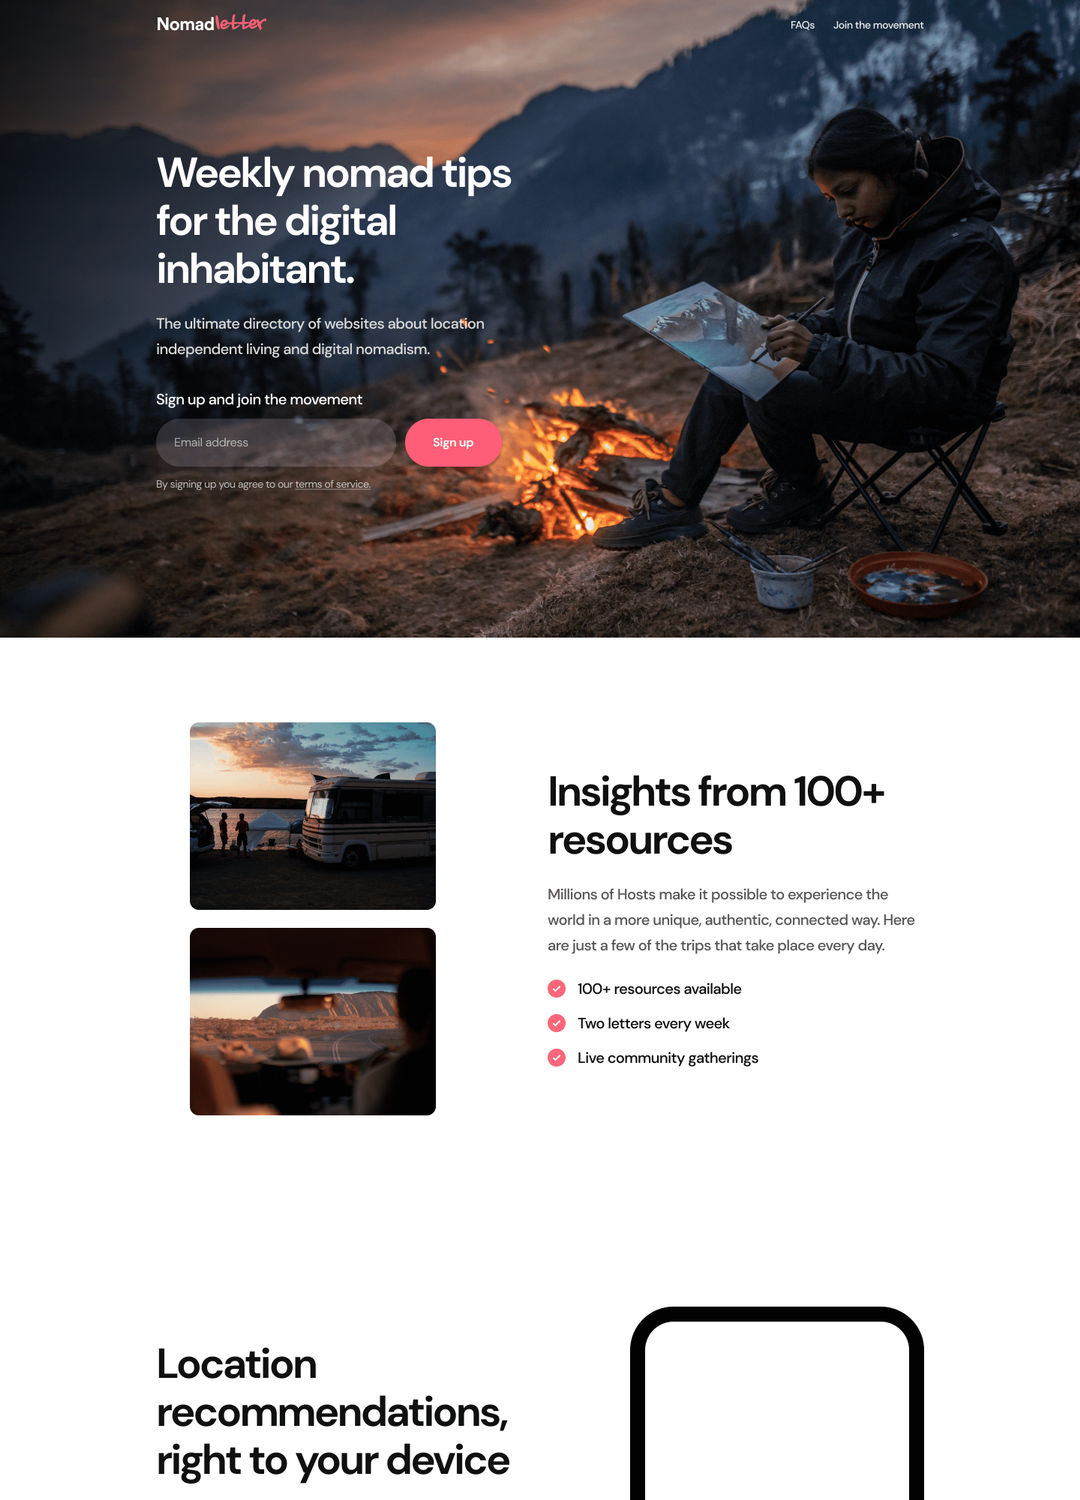 Nomadletter
FAQs
Join the movement
Weekly nomad tips
for the digital
inhabitant.
The ultimate directory of websites about location
independent living and digital nomadism.
Sign up and join the movement
Email address
Sign up
By signing up you agree to our terms of service.
Insights from 100+
resources
Millions of Hosts make it possible to experience the
world in a more unique, authentic, connected way. Here
are just a few of the trips that take place every day.
100+ resources available
Two letters every week
Live community gatherings
Location
recommendations,
right to your device